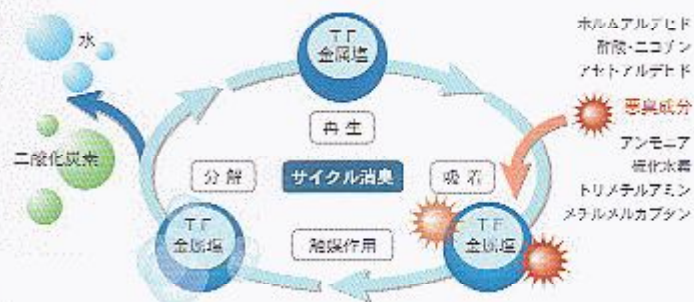 水
二酸化炭素
TF
金属塩
再生
分解
サイクル消臭
吸着
触媒作用
TF
金属塩
TF
金属塩
ホルムアルデヒド
酢酸・ニコチン
アセトアルデヒド
悪臭成分
アンモニア
硫化水素
トリメチルアミン
メチルメルカプタン